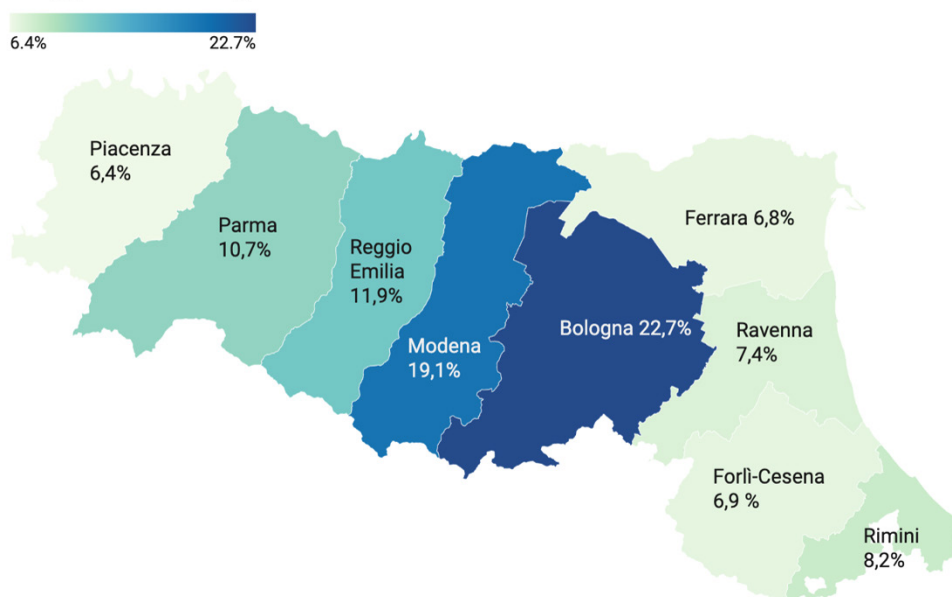 6.4%
22.7%
Piacenza
6,4%
Parma
10,7%
Reggio
Emilia
11,9%
Modena
19,1%
Bologna 22,7%
Ferrara 6,8%
Ravenna
7,4%
Forlì-Cesena
6,9 %
Rimini
8,2%